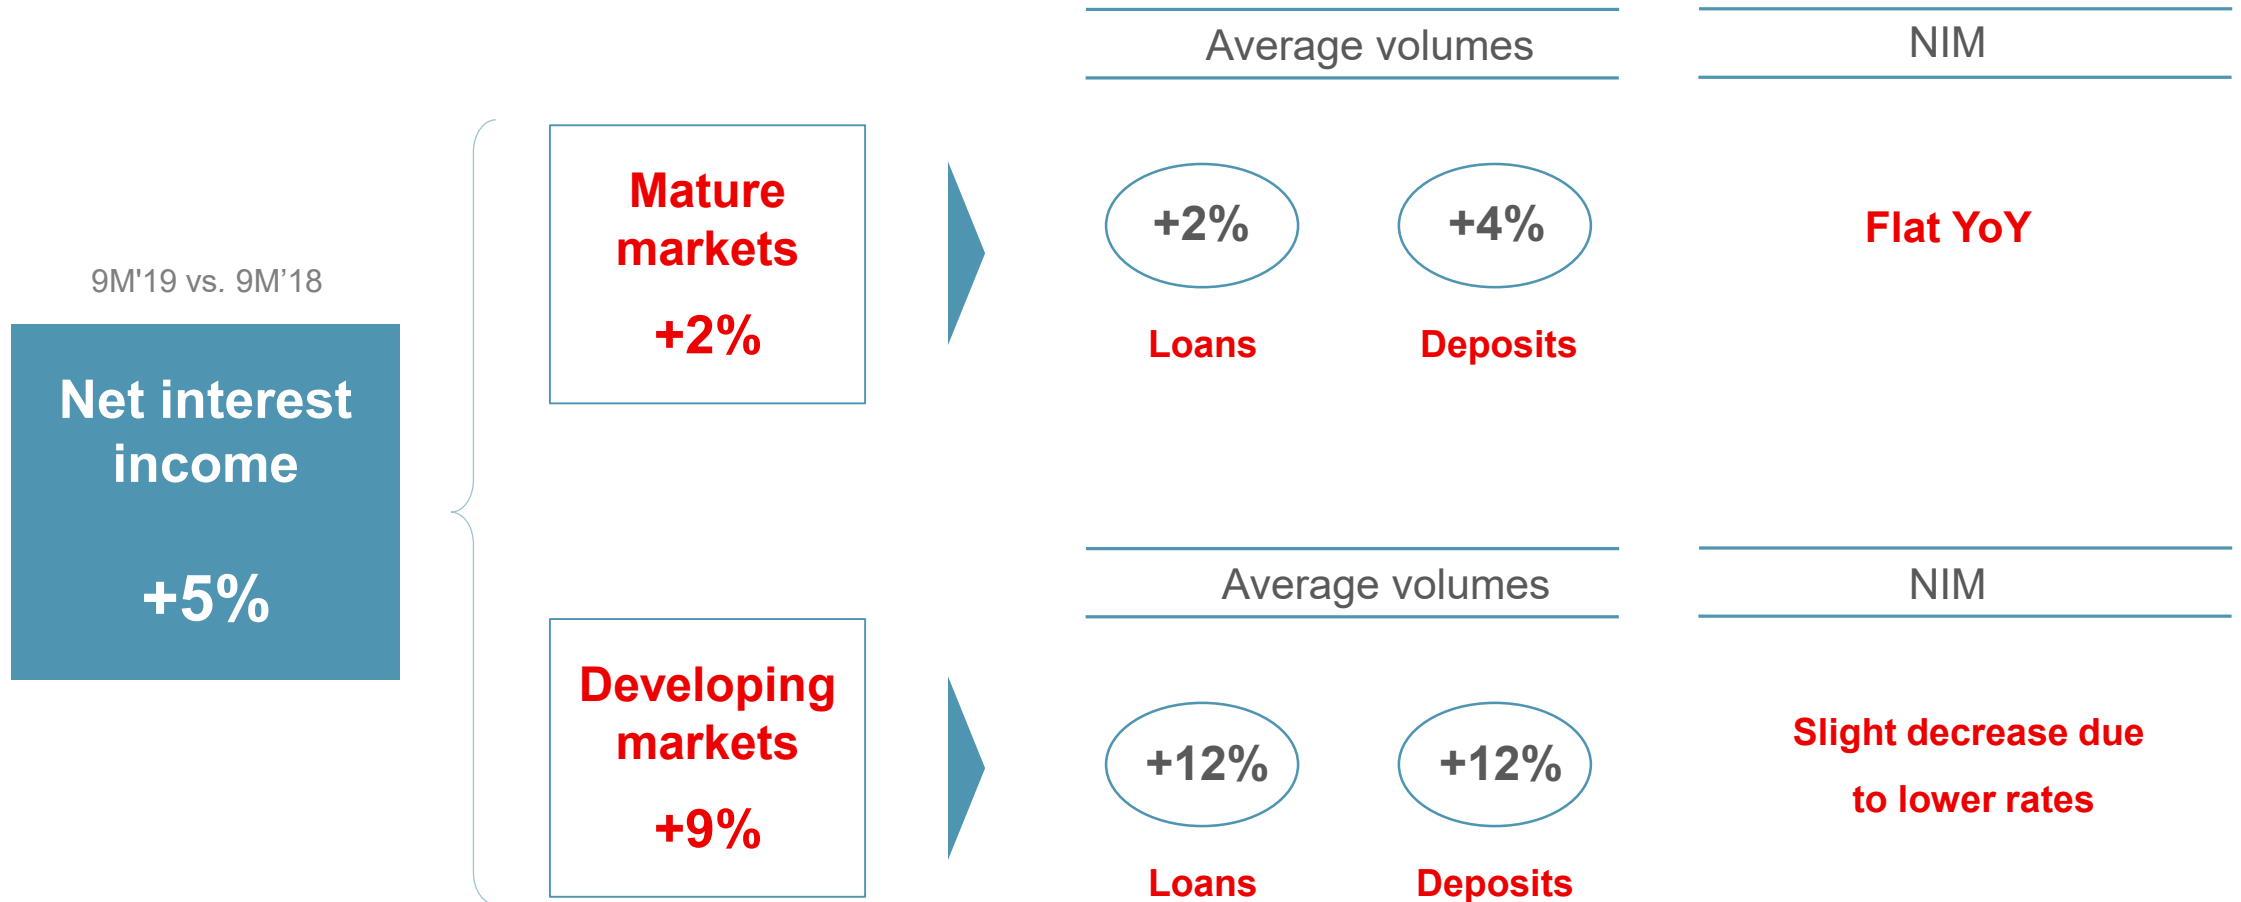 9M'19 vs. 9M’18
Net interest
income
+5%
Mature
markets
+2%
Average volumes
NIM
+2%
+4%
Flat YoY
Loans
Deposits
Developing
markets
+9%
Average volumes
NIM
+12%
+12%
Slight decrease due
to lower rates
Loans
Deposits